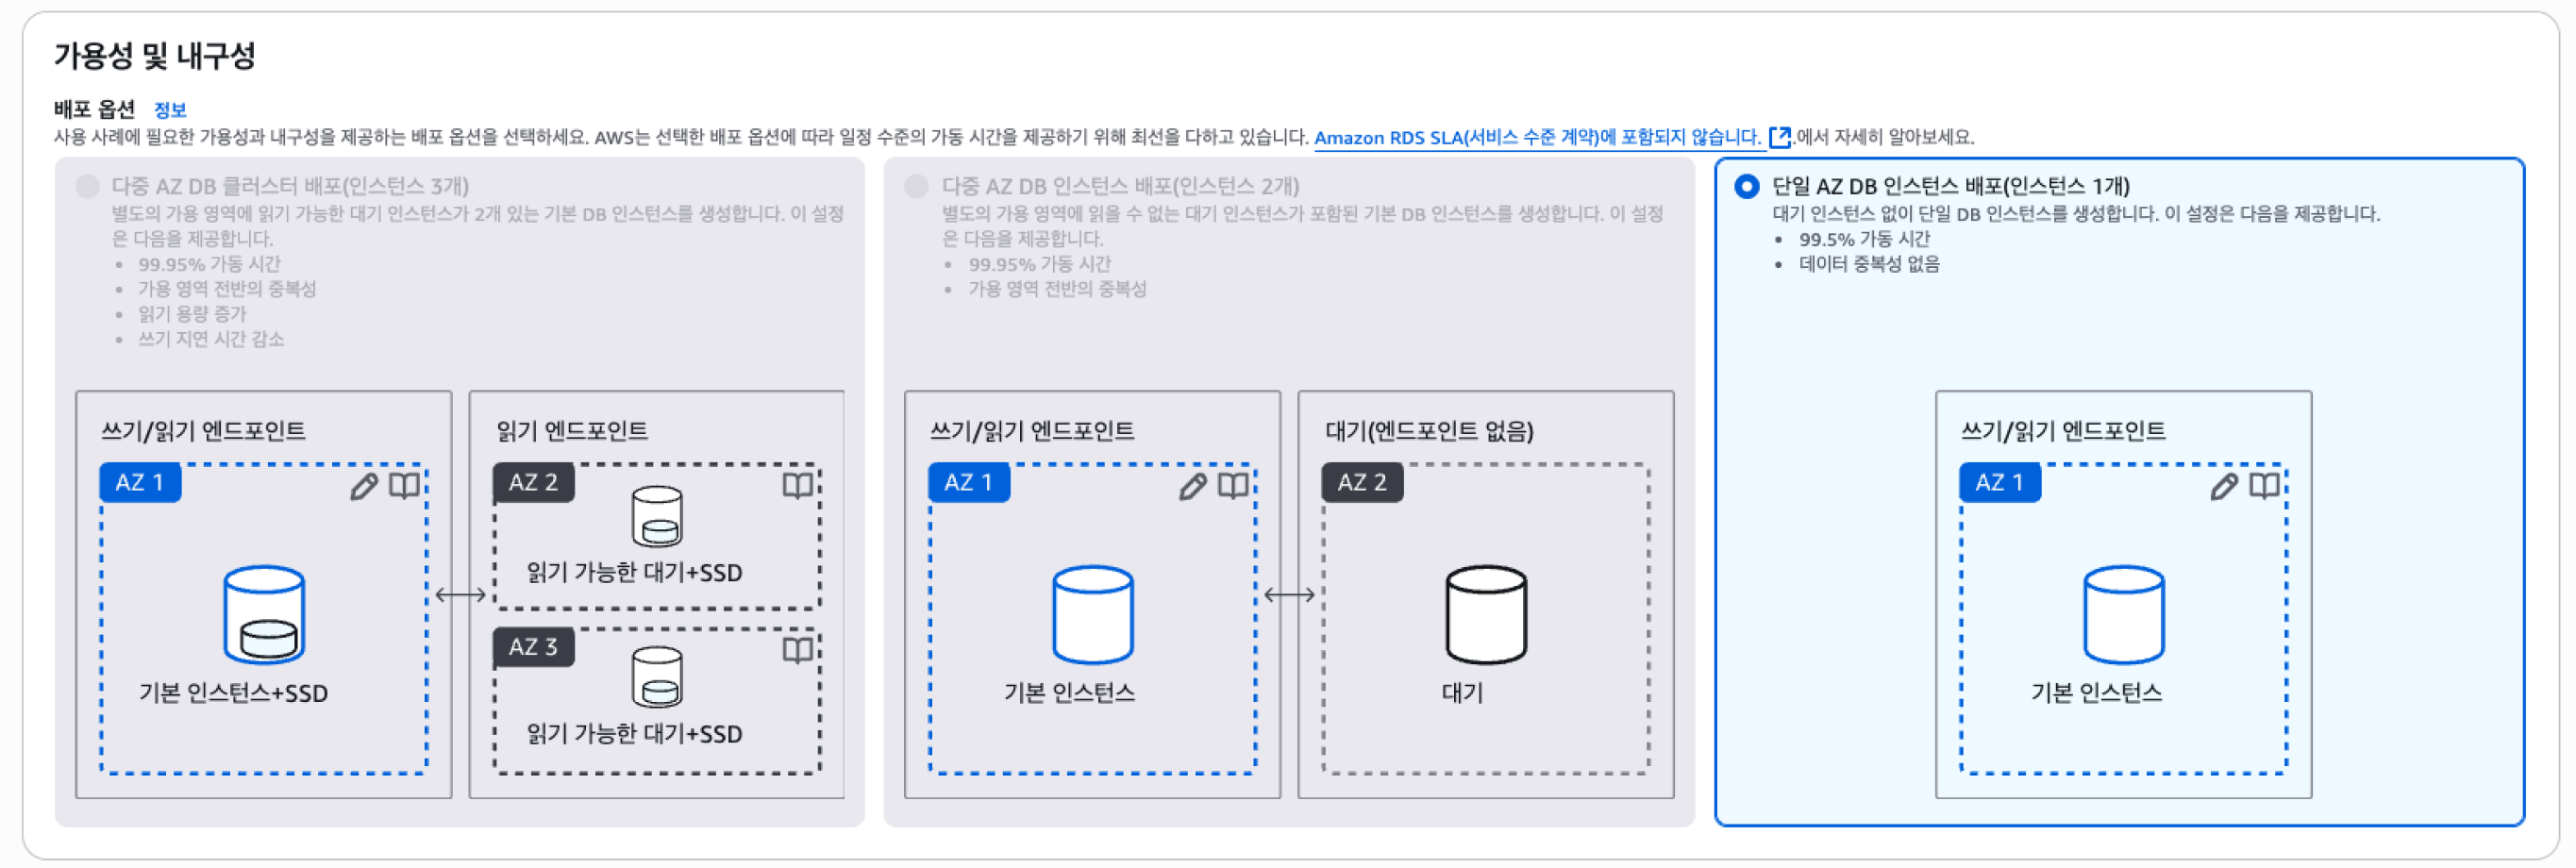 가용성 및 내구성
배포 옵션 정보
사용 사례에 필요한 가용성과 내구성을 제공하는 배포 옵션을 선택하세요. AWS는 선택한 배포 옵션에 따라 일정 수준의 가동 시간을 제공하기 위해 최선을 다하고 있습니다. Amazon RDS SLA(서비스 수준 계약)에 포함되지 않습니다. .에서 자세히 알아보세요.
다중 AZ DB 클러스터 배포(인스턴스 3개)
별도의 가용 영역에 읽기 가능한 대기 인스턴스가 2개 있는 기본 DB 인스턴스를 생성합니다. 이 설정
은 다음을 제공합니다.
• 99.95% 가동 시간
• 가용 영역 전반의 중복성
• 읽기 용량 증가
• 쓰기 지연 시간 감소
쓰기/읽기 엔드포인트
AZ 1
기본 인스턴스+SSD
읽기 엔드포인트
AZ 2
읽기 가능한 대기+SSD
AZ 3
읽기 가능한 대기+SSD
다중 AZ DB 인스턴스 배포(인스턴스 2개)
별도의 가용 영역에 읽을 수 없는 대기 인스턴스가 포함된 기본 DB 인스턴스를 생성합니다. 이 설정
은 다음을 제공합니다.
• 99.95% 가동 시간
• 가용 영역 전반의 중복성
쓰기/읽기 엔드포인트
AZ 1
기본 인스턴스
대기(엔드포인트 없음)
AZ 2
대기
단일 AZ DB 인스턴스 배포(인스턴스 1개)
대기 인스턴스 없이 단일 DB 인스턴스를 생성합니다. 이 설정은 다음을 제공합니다.
• 99.5% 가동 시간
• 데이터 중복성 없음
쓰기/읽기 엔드포인트
AZ 1
기본 인스턴스